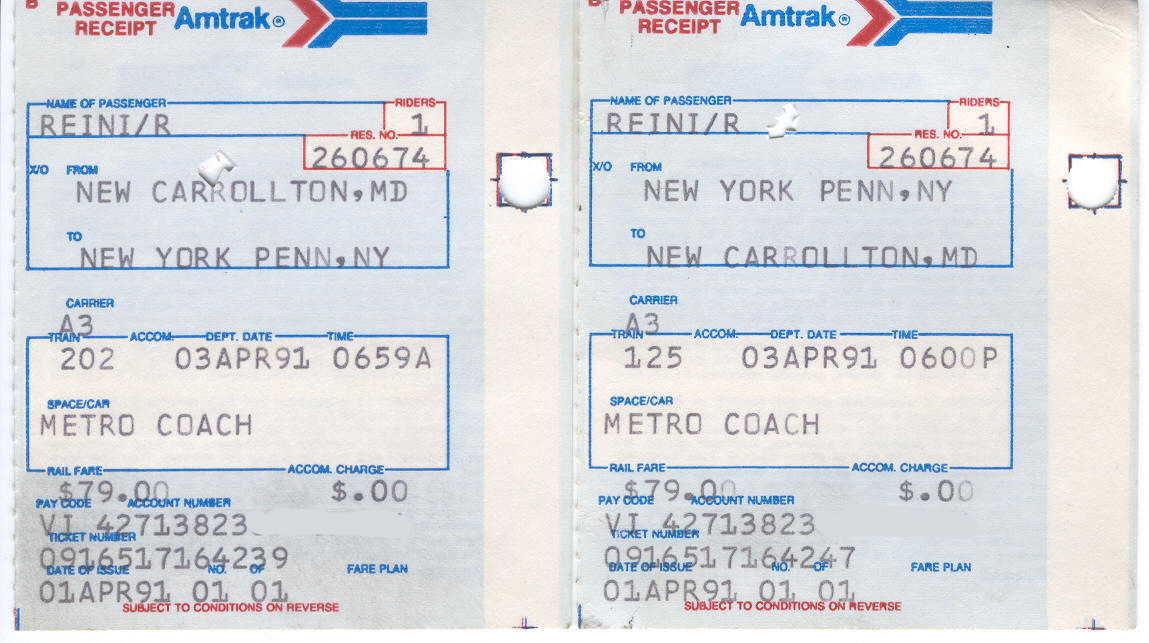 PASSENGER RECEIPT
Amtrak®
NAME OF PASSENGER RIDERS
REINI/R 1
RES. NO.
260674
X/O FROM
NEW CARROLLTON,MD
TO
NEW YORK PENN,NY
CARRIER
A3
TRAIN ACCOM. DEPT. DATE TIME
202 03APR91 0659A
SPACE/CAR
METRO COACH
RAIL FARE ACCOM. CHARGE
$79.00 $.00
PAY CODE ACCOUNT NUMBER
VI 42713823
TICKET NUMBER
0916517164239
DATE OF ISSUE NO. OF FARE PLAN
01APR91 01 01
SUBJECT TO CONDITIONS ON REVERSE
PASSENGER RECEIPT
Amtrak®
NAME OF PASSENGER RIDERS
REINI/R 1
RES. NO.
260674
X/O FROM
NEW YORK PENN,NY
TO
NEW CARROLLTON,MD
CARRIER
A3
TRAIN ACCOM. DEPT. DATE TIME
125 03APR91 0600P
SPACE/CAR
METRO COACH
RAIL FARE ACCOM. CHARGE
$79.00 $.00
PAY CODE ACCOUNT NUMBER
VI 42713823
TICKET NUMBER
0916517164247
DATE OF ISSUE NO. OF FARE PLAN
01APR91 01 01
SUBJECT TO CONDITIONS ON REVERSE